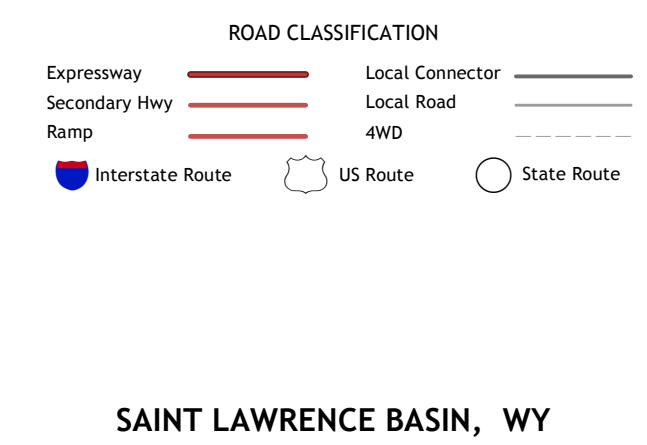 ROAD CLASSIFICATION
Expressway
Secondary Hwy
Ramp
Local Connector
Local Road
4WD
Interstate Route
US Route
State Route
SAINT LAWRENCE BASIN, WY